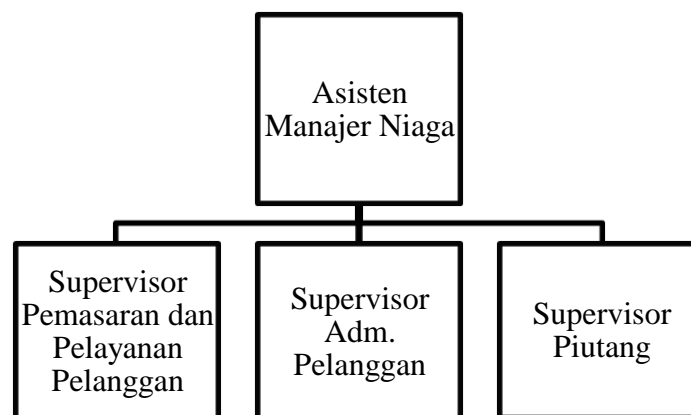 Asisten
Manajer Niaga
Supervisor
Pemasaran dan
Pelayanan
Pelanggan
Supervisor
Adm.
Pelanggan
Supervisor
Piutang